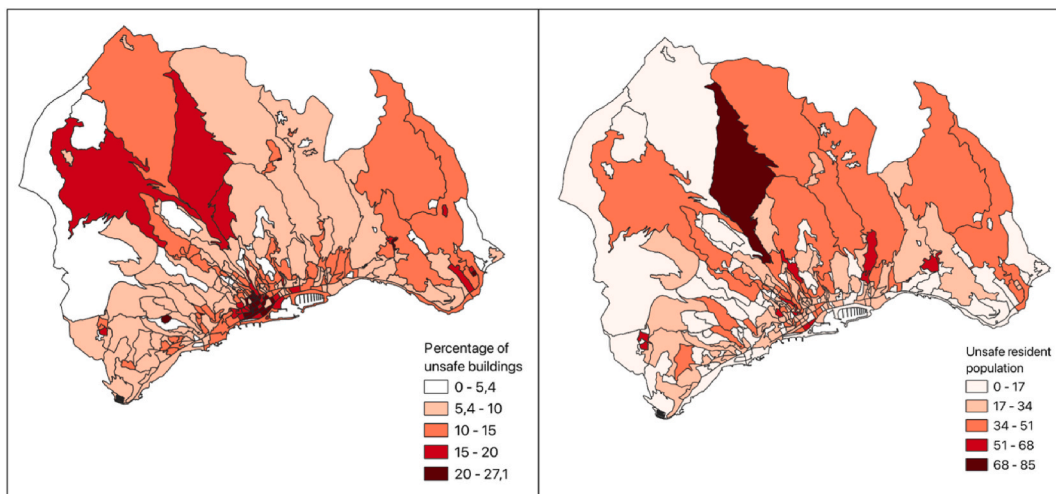 Percentage of
unsafe buildings
0 - 5,4
5,4 - 10
10 - 15
15 - 20
20 - 27,1
Unsafe resident
population
0 - 17
17 - 34
34 - 51
51 - 68
68 - 85